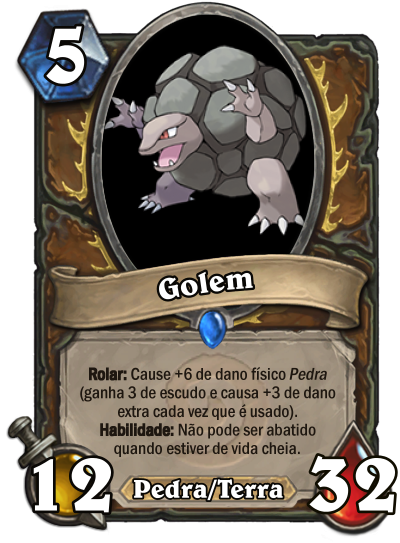 5
Golem
Rolar: Cause +6 de dano físico Pedra
(ganha 3 de escudo e causa +3 de dano
extra cada vez que é usado).
Habilidade: Não pode ser abatido
quando estiver de vida cheia.
12
Pedra/Terra
32